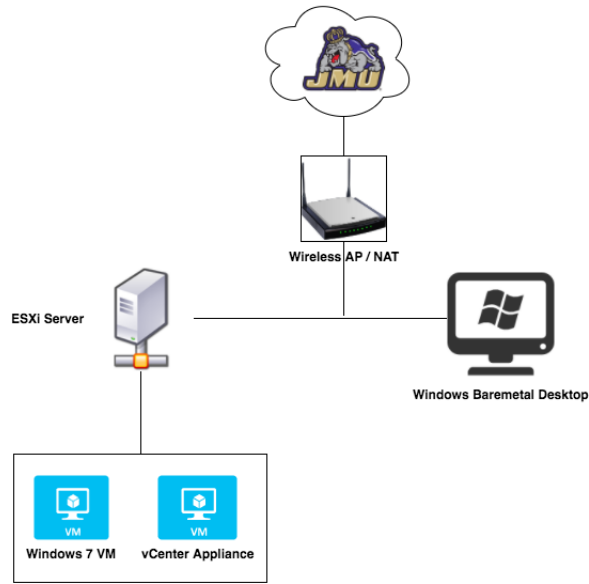 JMU
Wireless AP / NAT
ESXi Server
Windows Baremetal Desktop
VM
VM
Windows 7 VM
vCenter Appliance